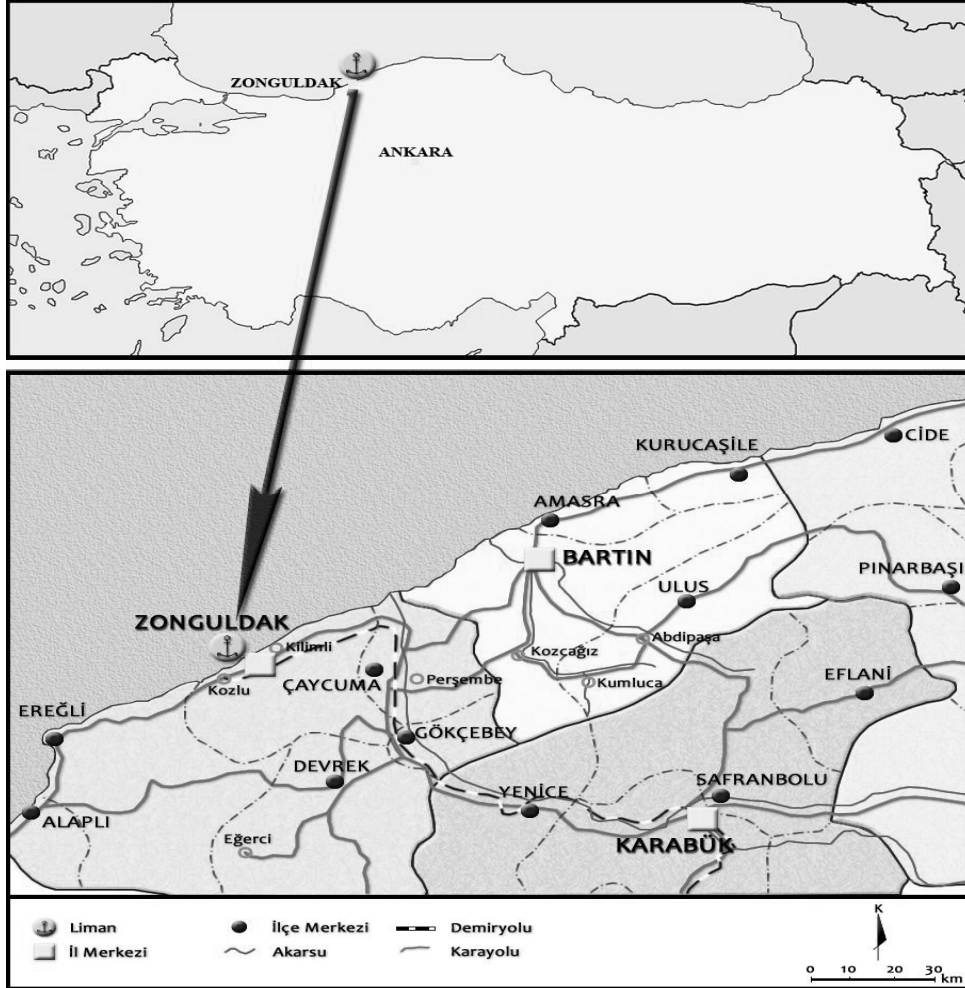 ZONGULDAK
ANKARA
CİDE
KURUCAŞİLE
AMASRA
BARTIN
PINARBAŞI
ULUS
ZONGULDAK
Abdipaşa
Kilimli
Kozçağız
EFLANİ
Perşembe
Kumluca
ÇAYCUMA
Kozlu
EREĞLİ
GÖKÇEBEY
DEVREK
SAFRANBOLU
YENİCE
ALAPLI
KARABÜK
Eğerci
K
Liman
İlçe Merkezi
Demiryolu
İl Merkezi
Akarsu
Karayolu
0 10 20 30 km